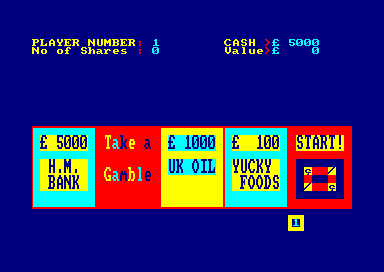 PLAYER NUMBER: 1 CASH >£ 5000
No of Shares : 0 Value>£ 0
£ 5000 Take a £ 1000 £ 100 START!
H.M. BANK Gamble UK OIL YUCKY FOODS
1